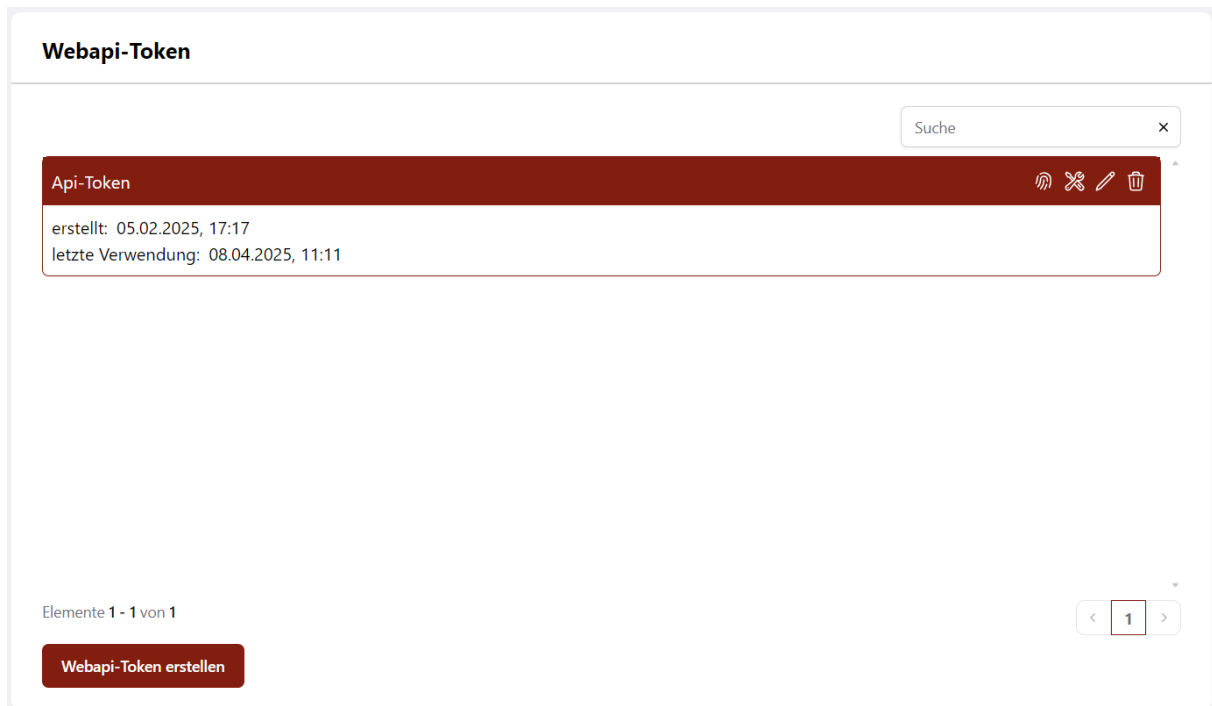 Webapi-Token
Suche
Api-Token
erstellt: 05.02.2025, 17:17
letzte Verwendung: 08.04.2025, 11:11
Elemente 1 - 1 von 1
1
Webapi-Token erstellen